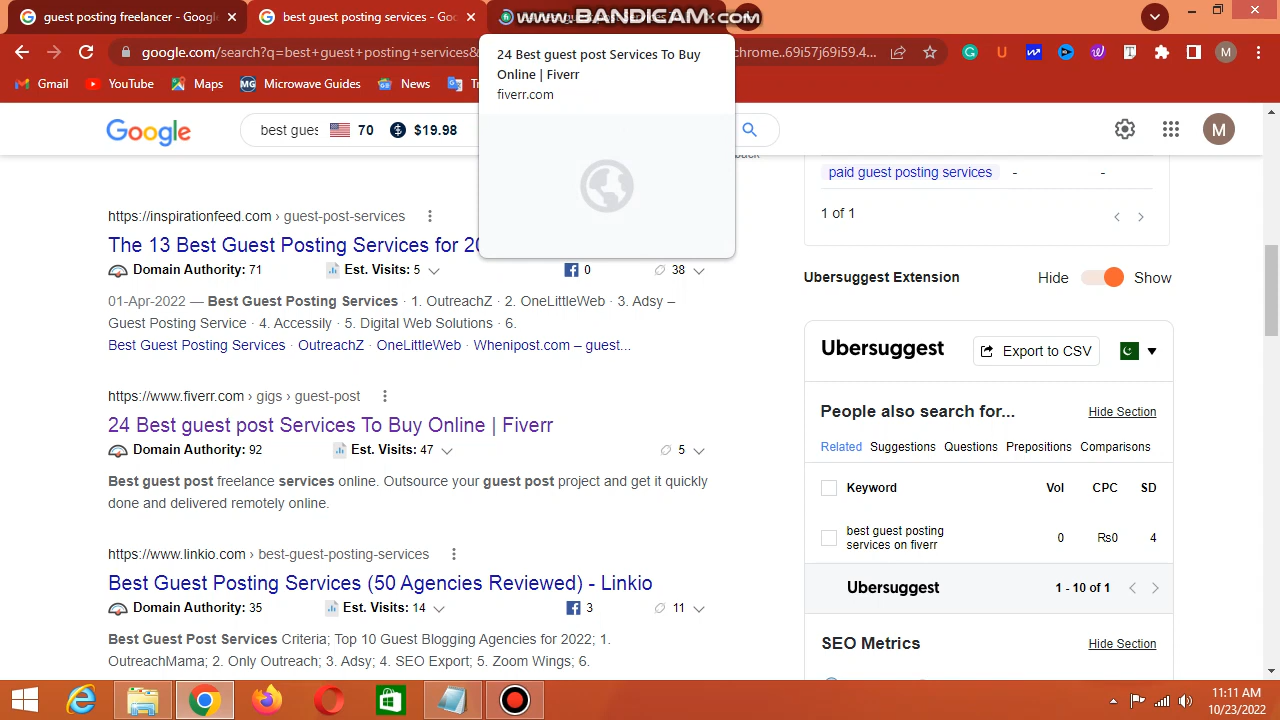 guest posting freelancer - Google
best guest posting services - Goo
www.BANDICAM.com
google.com/search?q=best+guest+posting+services&
chrome..69i57j69i59.4...
M
Gmail
YouTube
Maps
MG
Microwave Guides
News
24 Best guest post Services To Buy
Online | Fiverr
fiverr.com
Google
best gues
70
$19.98
M
https://inspirationfeed.com › guest-post-services
The 13 Best Guest Posting Services for 20
Domain Authority: 71
Est. Visits: 5
0
38
01-Apr-2022 — Best Guest Posting Services · 1. OutreachZ · 2. OneLittleWeb · 3. Adsy –
Guest Posting Service · 4. Accessily · 5. Digital Web Solutions · 6.
Best Guest Posting Services · OutreachZ · OneLittleWeb · Whenipost.com – guest...
https://www.fiverr.com › gigs › guest-post
24 Best guest post Services To Buy Online | Fiverr
Domain Authority: 92
Est. Visits: 47
5
Best guest post freelance services online. Outsource your guest post project and get it quickly
done and delivered remotely online.
https://www.linkio.com › best-guest-posting-services
Best Guest Posting Services (50 Agencies Reviewed) - Linkio
Domain Authority: 35
Est. Visits: 14
3
11
Best Guest Post Services Criteria; Top 10 Guest Blogging Agencies for 2022; 1.
OutreachMama; 2. Only Outreach; 3. Adsy; 4. SEO Export; 5. Zoom Wings; 6.
paid guest posting services - -
1 of 1
Ubersuggest Extension
Hide
Show
Ubersuggest
Export to CSV
People also search for...
Hide Section
Related Suggestions Questions Prepositions Comparisons
Keyword Vol CPC SD
best guest posting
services on fiverr
0 Rs0 4
Ubersuggest
1 - 10 of 1
SEO Metrics
Hide Section
11:11 AM
10/23/2022